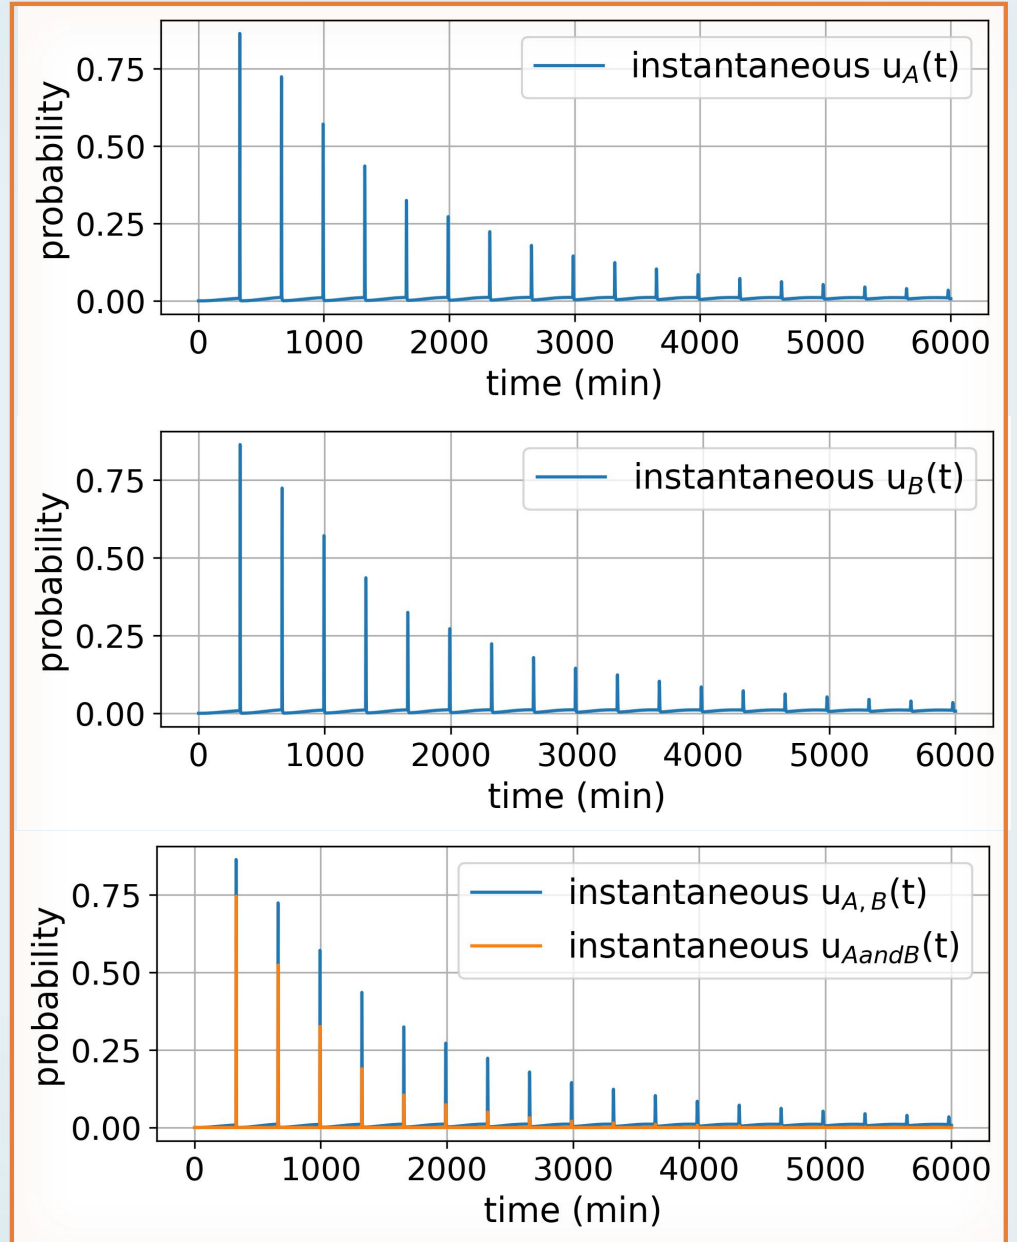 instantaneous u_A(t)
probability
0.75
0.50
0.25
0.00
0 1000 2000 3000 4000 5000 6000
time (min)
instantaneous u_B(t)
probability
0.75
0.50
0.25
0.00
0 1000 2000 3000 4000 5000 6000
time (min)
instantaneous u_{A, B}(t)
instantaneous u_{AandB}(t)
probability
0.75
0.50
0.25
0.00
0 1000 2000 3000 4000 5000 6000
time (min)